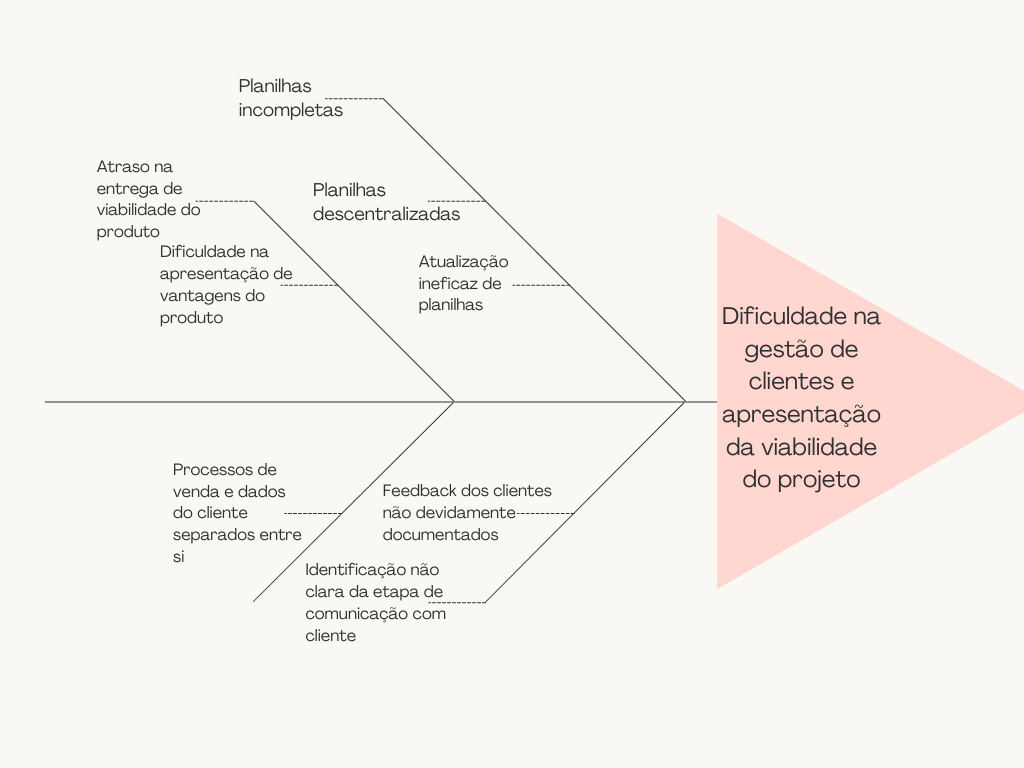 Planilhas
incompletas
Atraso na
entrega de
viabilidade do
produto
Planilhas
descentralizadas
Dificuldade na
apresentação de
vantagens do
produto
Atualização
ineficaz de
planilhas
Dificuldade na
gestão de
clientes e
apresentação
da viabilidade
do projeto
Processos de
venda e dados
do cliente
separados entre
si
Feedback dos clientes
não devidamente
documentados
Identificação não
clara da etapa de
comunicação com
cliente